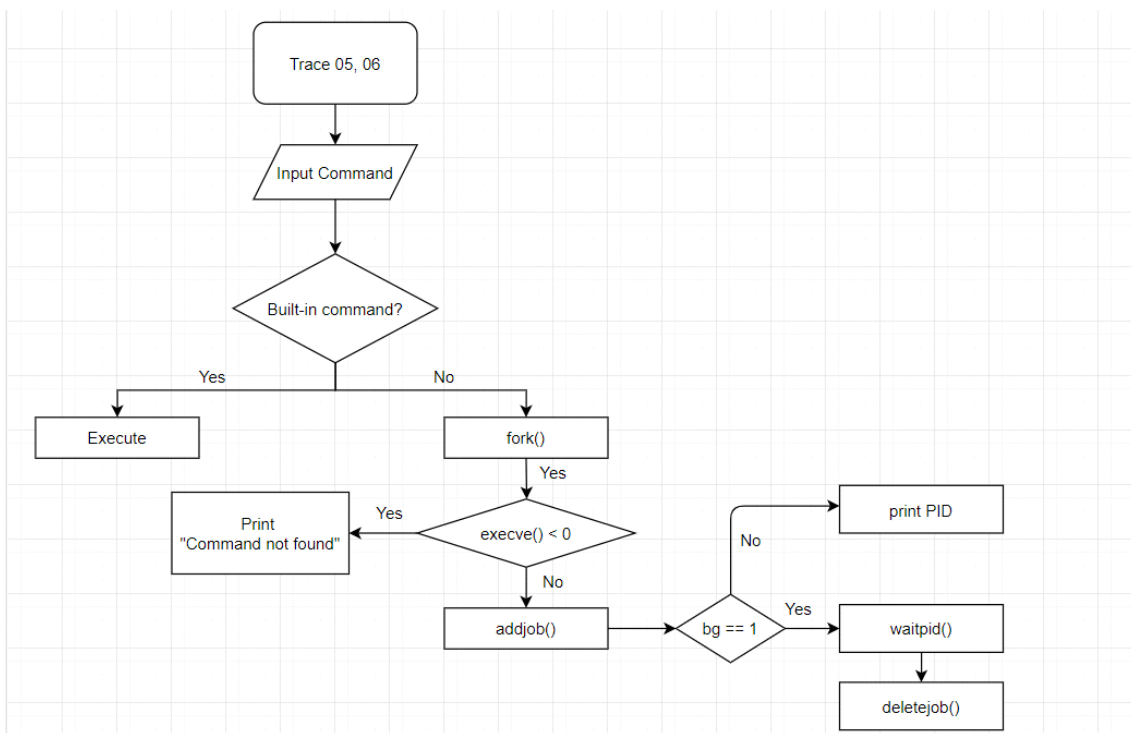 Trace 05, 06
Input Command
Built-in command?
Yes
No
Execute
fork()
Yes
Print
"Command not found"
Yes
execve() < 0
No
print PID
No
addjob()
bg == 1
Yes
waitpid()
deletejob()